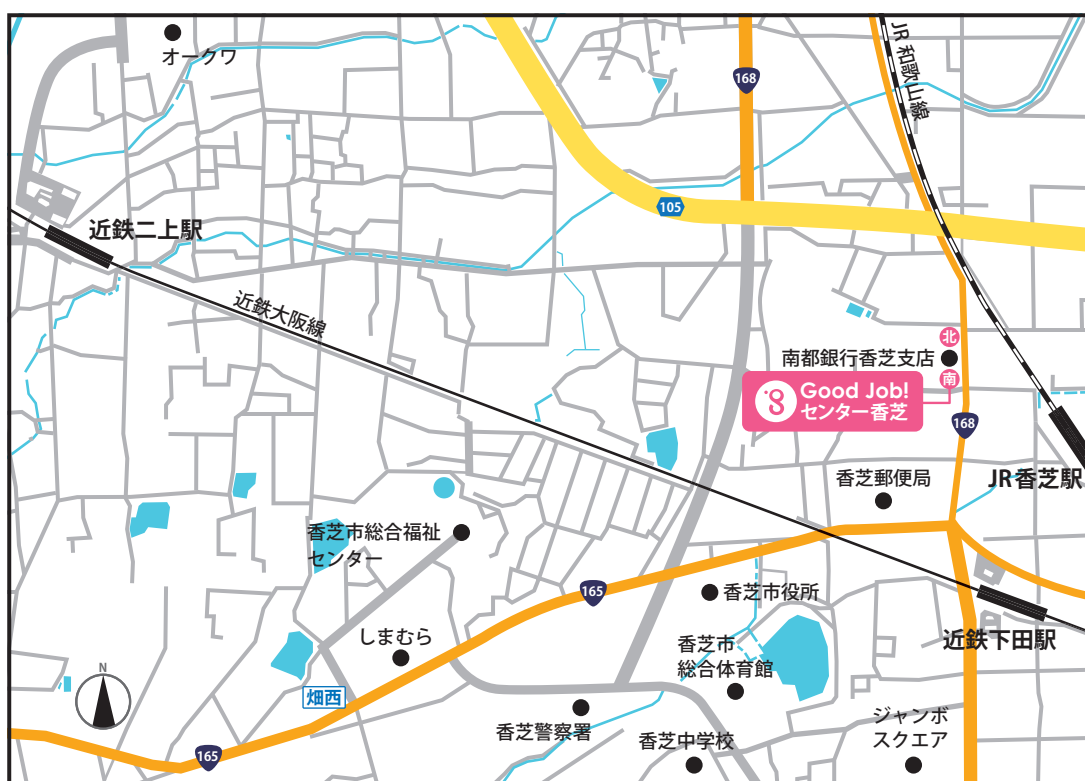 オークワ
168
JR和歌山線
105
近鉄二上駅
近鉄大阪線
北
南都銀行香芝支店
南
Good Job!
センター香芝
168
JR香芝駅
香芝郵便局
香芝市総合福祉
センター
165
香芝市役所
しまむら
香芝市
総合体育館
近鉄下田駅
N
畑西
香芝警察署
香芝中学校
ジャンボ
スクエア
165